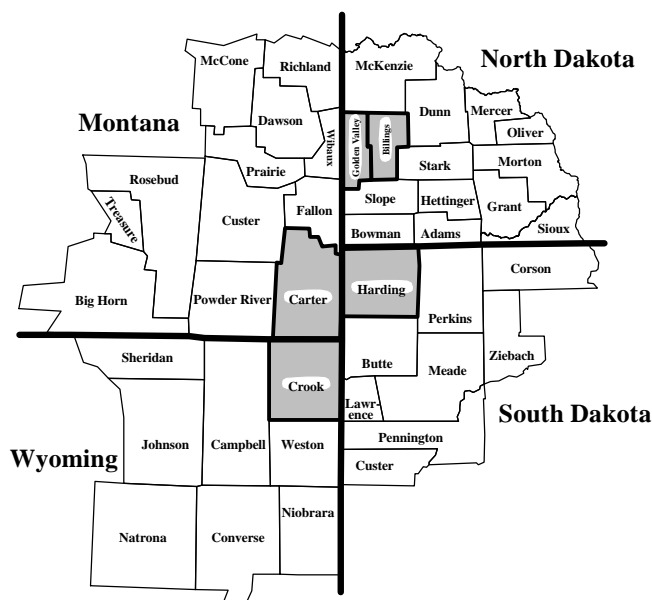 North Dakota
McCone
Richland
McKenzie
Dunn
Mercer
Oliver
Montana
Dawson
Wibaux
Golden Valley
Billings
Morton
Prairie
Stark
Rosebud
Treasure
Custer
Fallon
Slope
Hettinger
Grant
Bowman
Adams
Sioux
Corson
Big Horn
Powder River
Carter
Harding
Perkins
Sheridan
Butte
Ziebach
Crook
Meade
Lawr-
ence
South Dakota
Johnson
Campbell
Weston
Pennington
Wyoming
Custer
Niobrara
Natrona
Converse